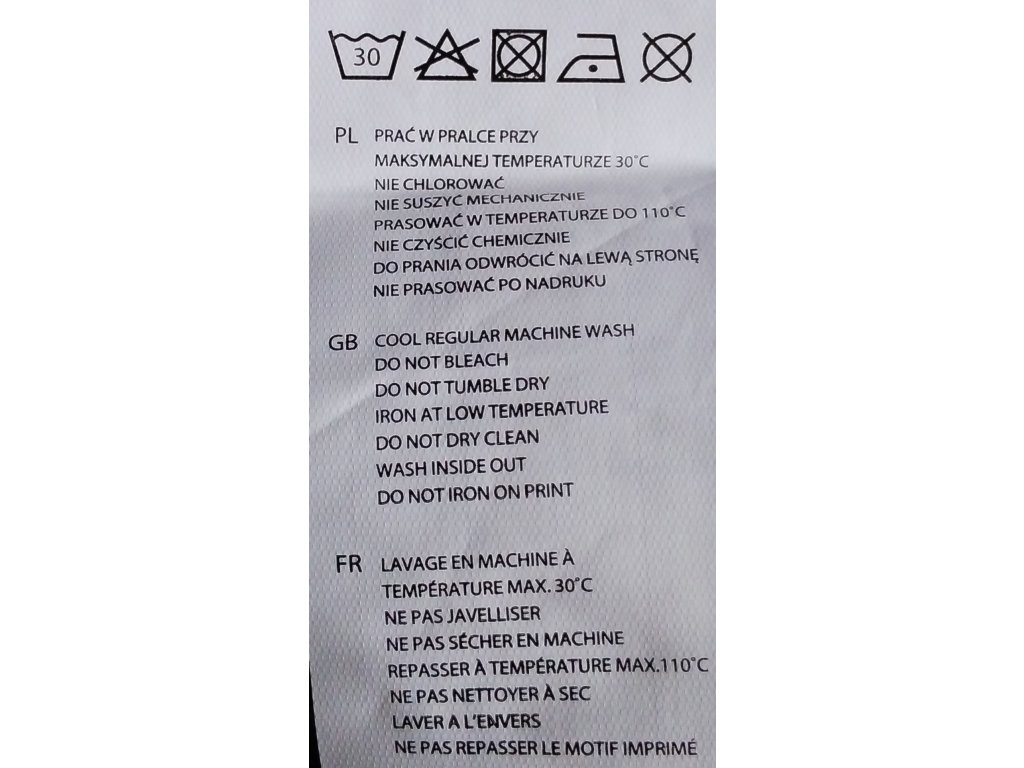 30
PL PRAĆ W PRALCE PRZY
MAKSYMALNEJ TEMPERATURZE 30°C
NIE CHLOROWAĆ
NIE SUSZYĆ MECHANICZNIE
PRASOWAĆ W TEMPERATURZE DO 110°C
NIE CZYŚCIĆ CHEMICZNIE
DO PRANIA ODWRÓCIĆ NA LEWĄ STRONĘ
NIE PRASOWAĆ PO NADRUKU
GB COOL REGULAR MACHINE WASH
DO NOT BLEACH
DO NOT TUMBLE DRY
IRON AT LOW TEMPERATURE
DO NOT DRY CLEAN
WASH INSIDE OUT
DO NOT IRON ON PRINT
FR LAVAGE EN MACHINE À
TEMPÉRATURE MAX. 30°C
NE PAS JAVELLISER
NE PAS SÉCHER EN MACHINE
REPASSER À TEMPÉRATURE MAX.110°C
NE PAS NETTOYER À SEC
LAVER A L'ENVERS
NE PAS REPASSER LE MOTIF IMPRIMÉ